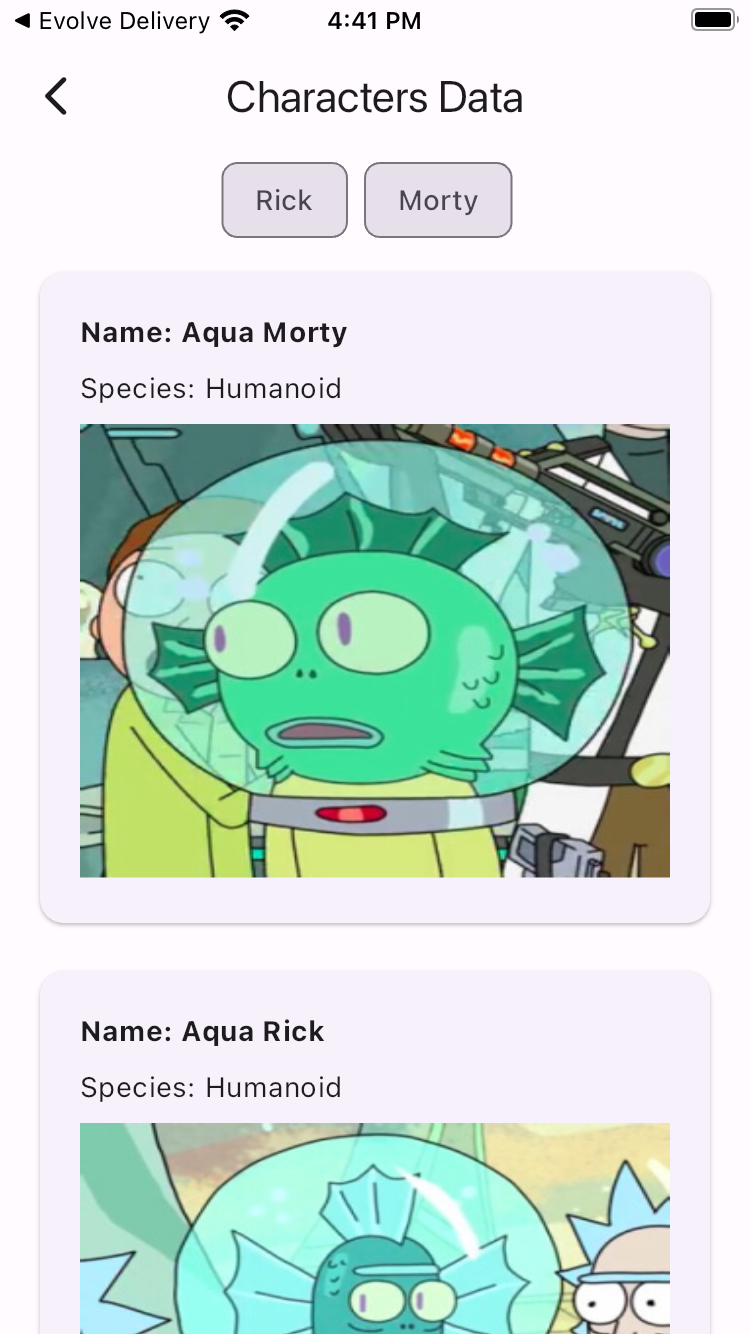 ◀ Evolve Delivery 4:41 PM
Characters Data
Rick Morty
Name: Aqua Morty
Species: Humanoid
Name: Aqua Rick
Species: Humanoid